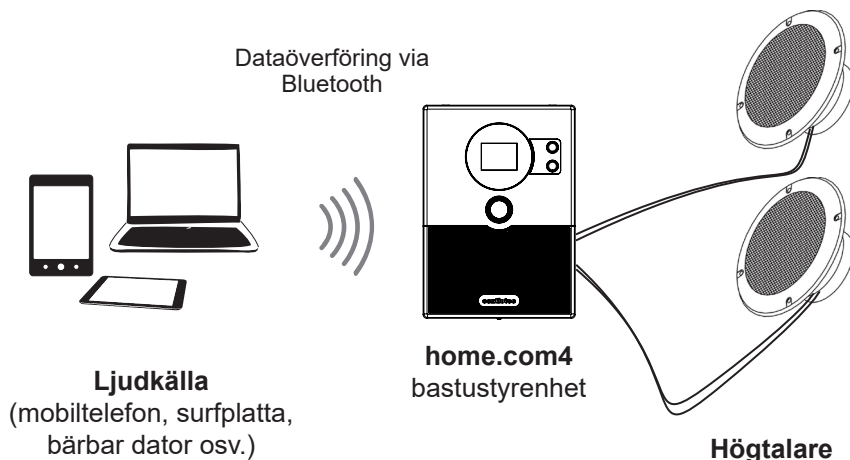 Dataöverföring via
Bluetooth
home.com4
bastustyrenhet
Ljudkälla
(mobiltelefon, surfplatta,
bärbar dator osv.)
Högtalare